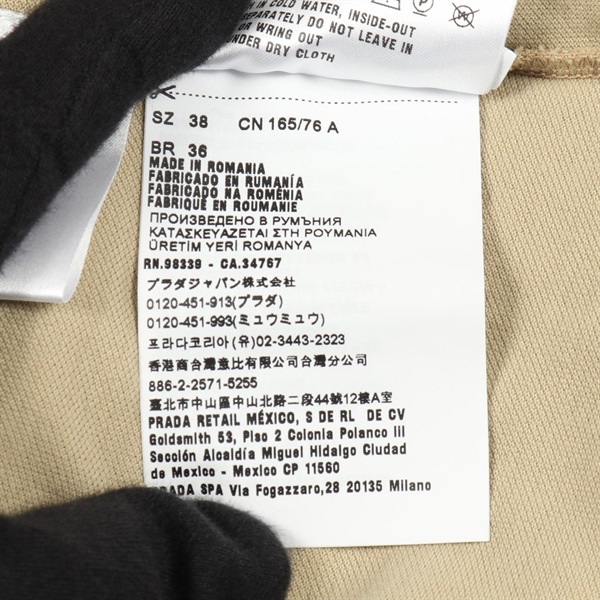 IN COLD WATER, INSIDE-OUT
SEPARATELY DO NOT LEAVE IN
OR WRING OUT
UNDER DRY CLOTH
SZ 38 CN 165/76 A
BR 36
MADE IN ROMANIA
FABRICADO EN RUMANÍA
FABRICADO NA ROMÉNIA
FABRIQUÉ EN ROUMANIE
ПРОИЗВЕДЕНО В РУМЪНИЯ
ΚΑΤΑΣΚΕΥΑΖΕΤΑΙ ΣΤΗ ΡΟΥΜΑΝΙΑ
ÜRETİM YERİ ROMANYA
RN.98339 - CA.34767
プラダジャパン株式会社
0120-451-913(プラダ)
0120-451-993(ミュウミュウ)
프라다코리아(유) 02-3443-2323
香港商台灣意比有限公司台灣分公司
886-2-2571-5255
臺北市中山區中山北路二段44號12樓A室
PRADA RETAIL MÉXICO, S DE RL DE CV
Goldsmith 53, Piso 2 Colonia Polanco III
Sección Alcaldía Miguel Hidalgo Ciudad
de Mexico - Mexico CP 11560
PRADA SPA Via Fogazzaro,28 20135 Milano